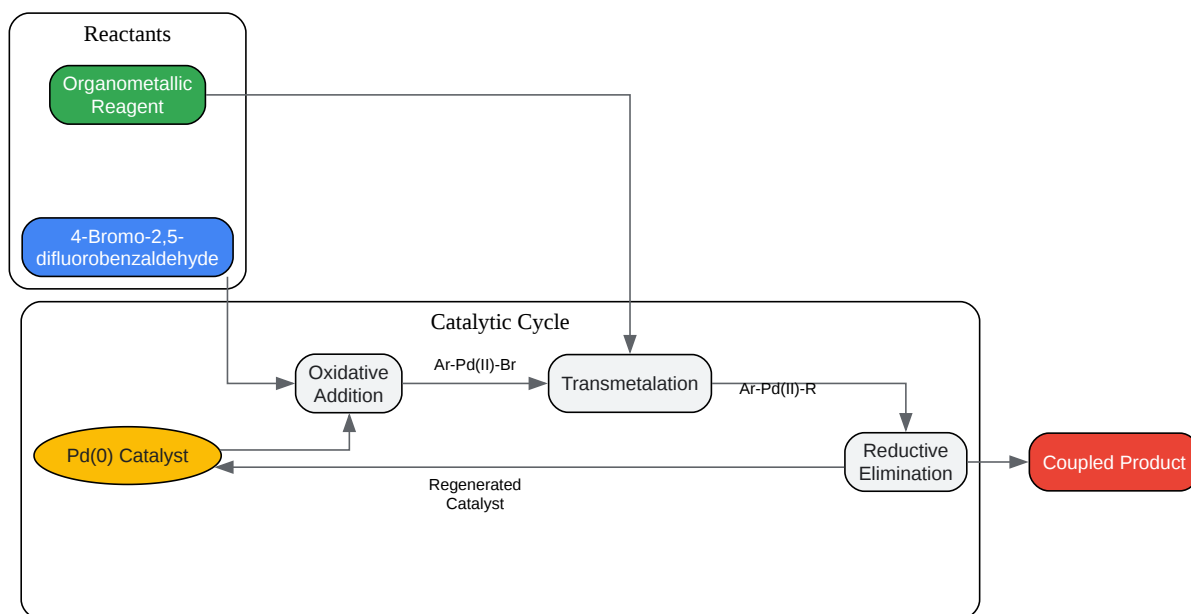 Reactants
Organometallic
Reagent
4-Bromo-2,5-
difluorobenzaldehyde
Catalytic Cycle
Oxidative
Addition
Ar-Pd(II)-Br
Transmetalation
Ar-Pd(II)-R
Pd(0) Catalyst
Reductive
Elimination
Coupled Product
Regenerated
Catalyst